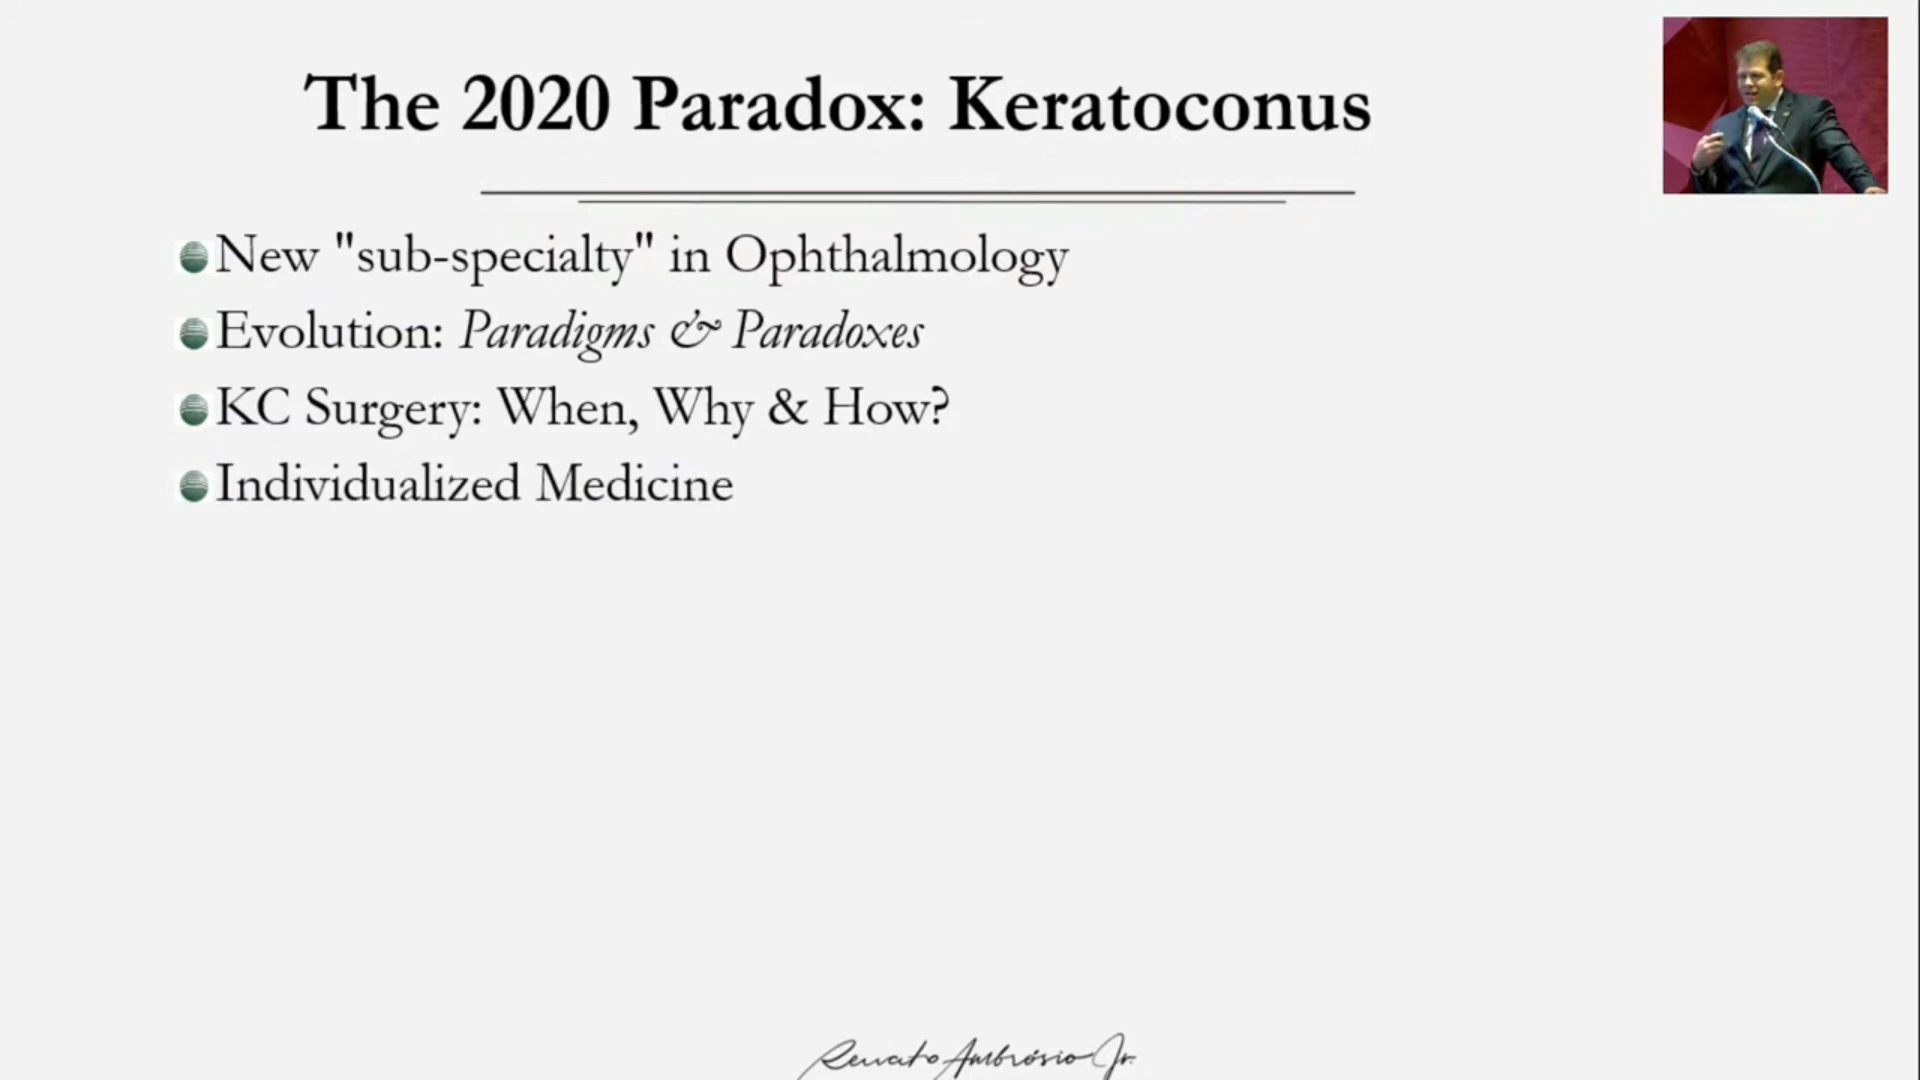 The 2020 Paradox: Keratoconus
New "sub-specialty" in Ophthalmology
Evolution: Paradigms & Paradoxes
KC Surgery: When, Why & How?
Individualized Medicine
Renato Ambrósio Jr.